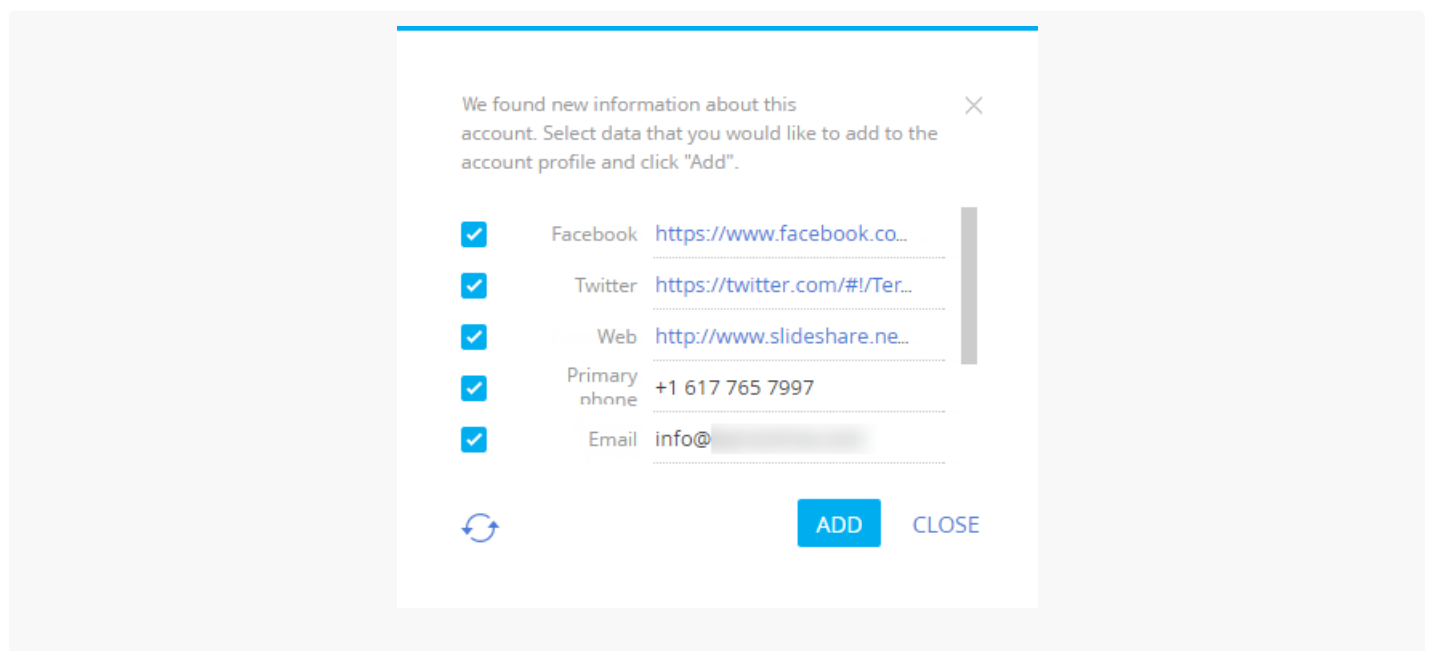 We found new information about this
account. Select data that you would like to add to the
account profile and click "Add".
Facebook https://www.facebook.co...
Twitter https://twitter.com/#!/Ter...
Web http://www.slideshare.ne...
Primary
phone +1 617 765 7997
Email info@
ADD CLOSE